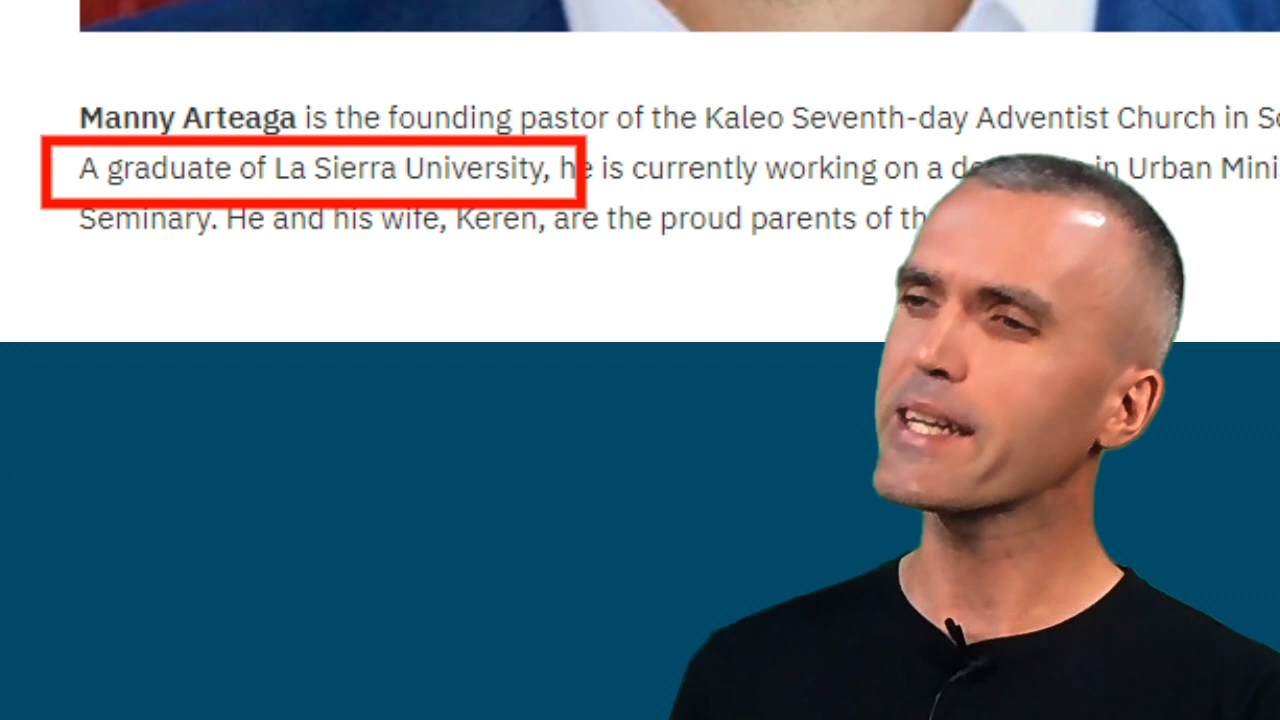 Manny Arteaga is the founding pastor of the Kaleo Seventh-day Adventist Church in
A graduate of La Sierra University, he is currently working on a in Urban
Seminary. He and his wife, Keren, are the proud parents of